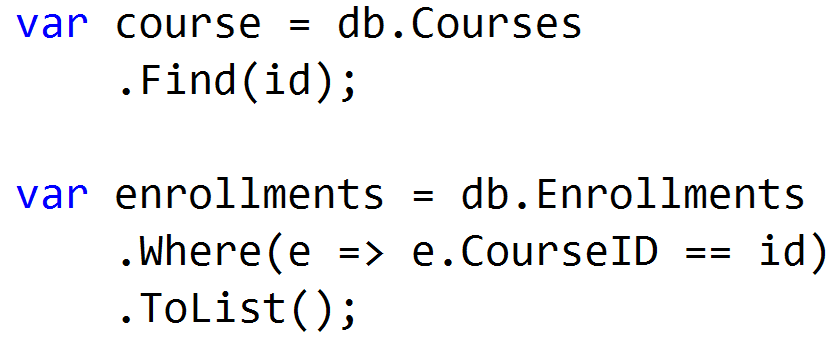 var course = db.Courses
    .Find(id);

var enrollments = db.Enrollments
    .Where(e => e.CourseID == id)
    .ToList();